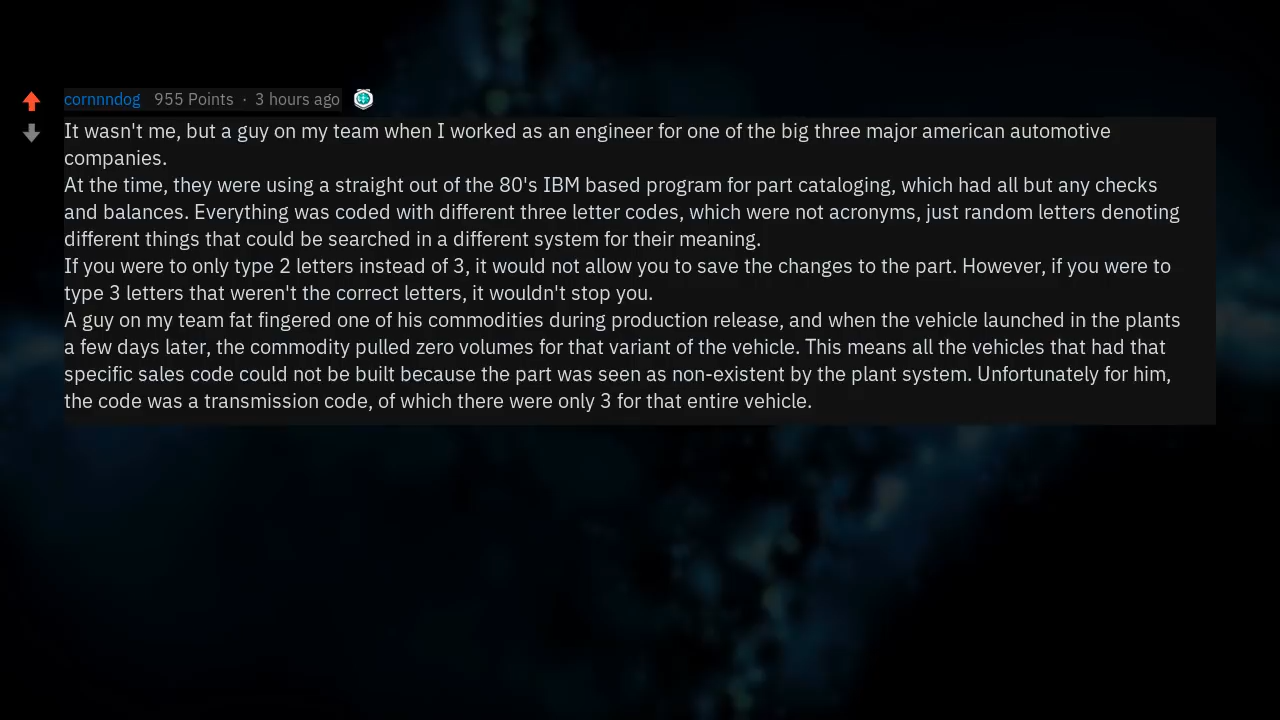 cornnndog 955 Points · 3 hours ago
It wasn't me, but a guy on my team when I worked as an engineer for one of the big three major american automotive
companies.
At the time, they were using a straight out of the 80's IBM based program for part cataloging, which had all but any checks
and balances. Everything was coded with different three letter codes, which were not acronyms, just random letters denoting
different things that could be searched in a different system for their meaning.
If you were to only type 2 letters instead of 3, it would not allow you to save the changes to the part. However, if you were to
type 3 letters that weren't the correct letters, it wouldn't stop you.
A guy on my team fat fingered one of his commodities during production release, and when the vehicle launched in the plants
a few days later, the commodity pulled zero volumes for that variant of the vehicle. This means all the vehicles that had that
specific sales code could not be built because the part was seen as non-existent by the plant system. Unfortunately for him,
the code was a transmission code, of which there were only 3 for that entire vehicle.